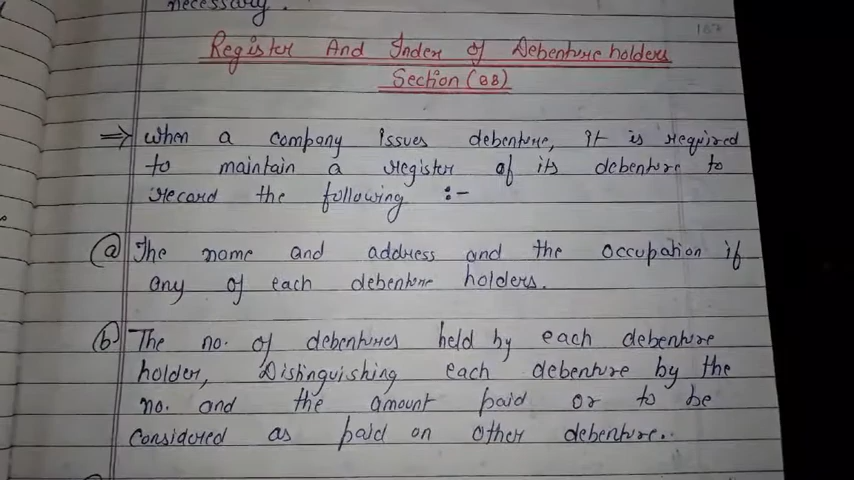 necessary.
Register And Index of Debenture holders
Section (88)
⇒ When a company issues debenture, it is required
to maintain a register of its debenture to
record the following :-
(a) The name and address and the occupation if
any of each debenture holders.
(b) The no. of debentures held by each debenture
holder, Distinguishing each debenture by the
no. and the amount paid or to be
Considered as paid on other debenture..